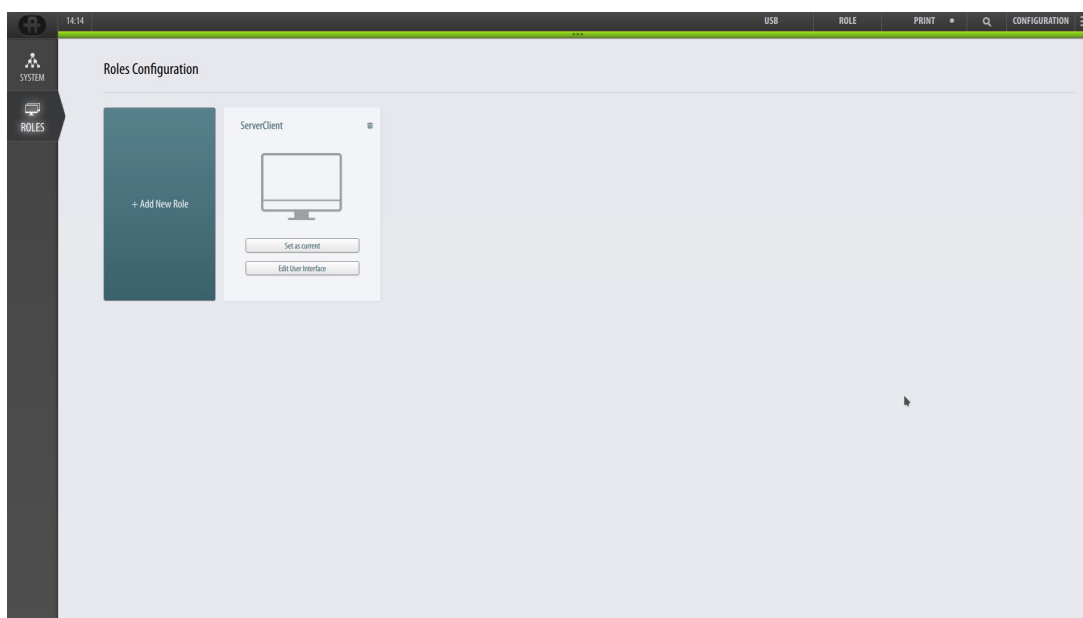 14:14
USB
ROLE
PRINT
CONFIGURATION
SYSTEM
ROLES
Roles Configuration
+ Add New Role
ServerClient
Set as current
Edit User Interface